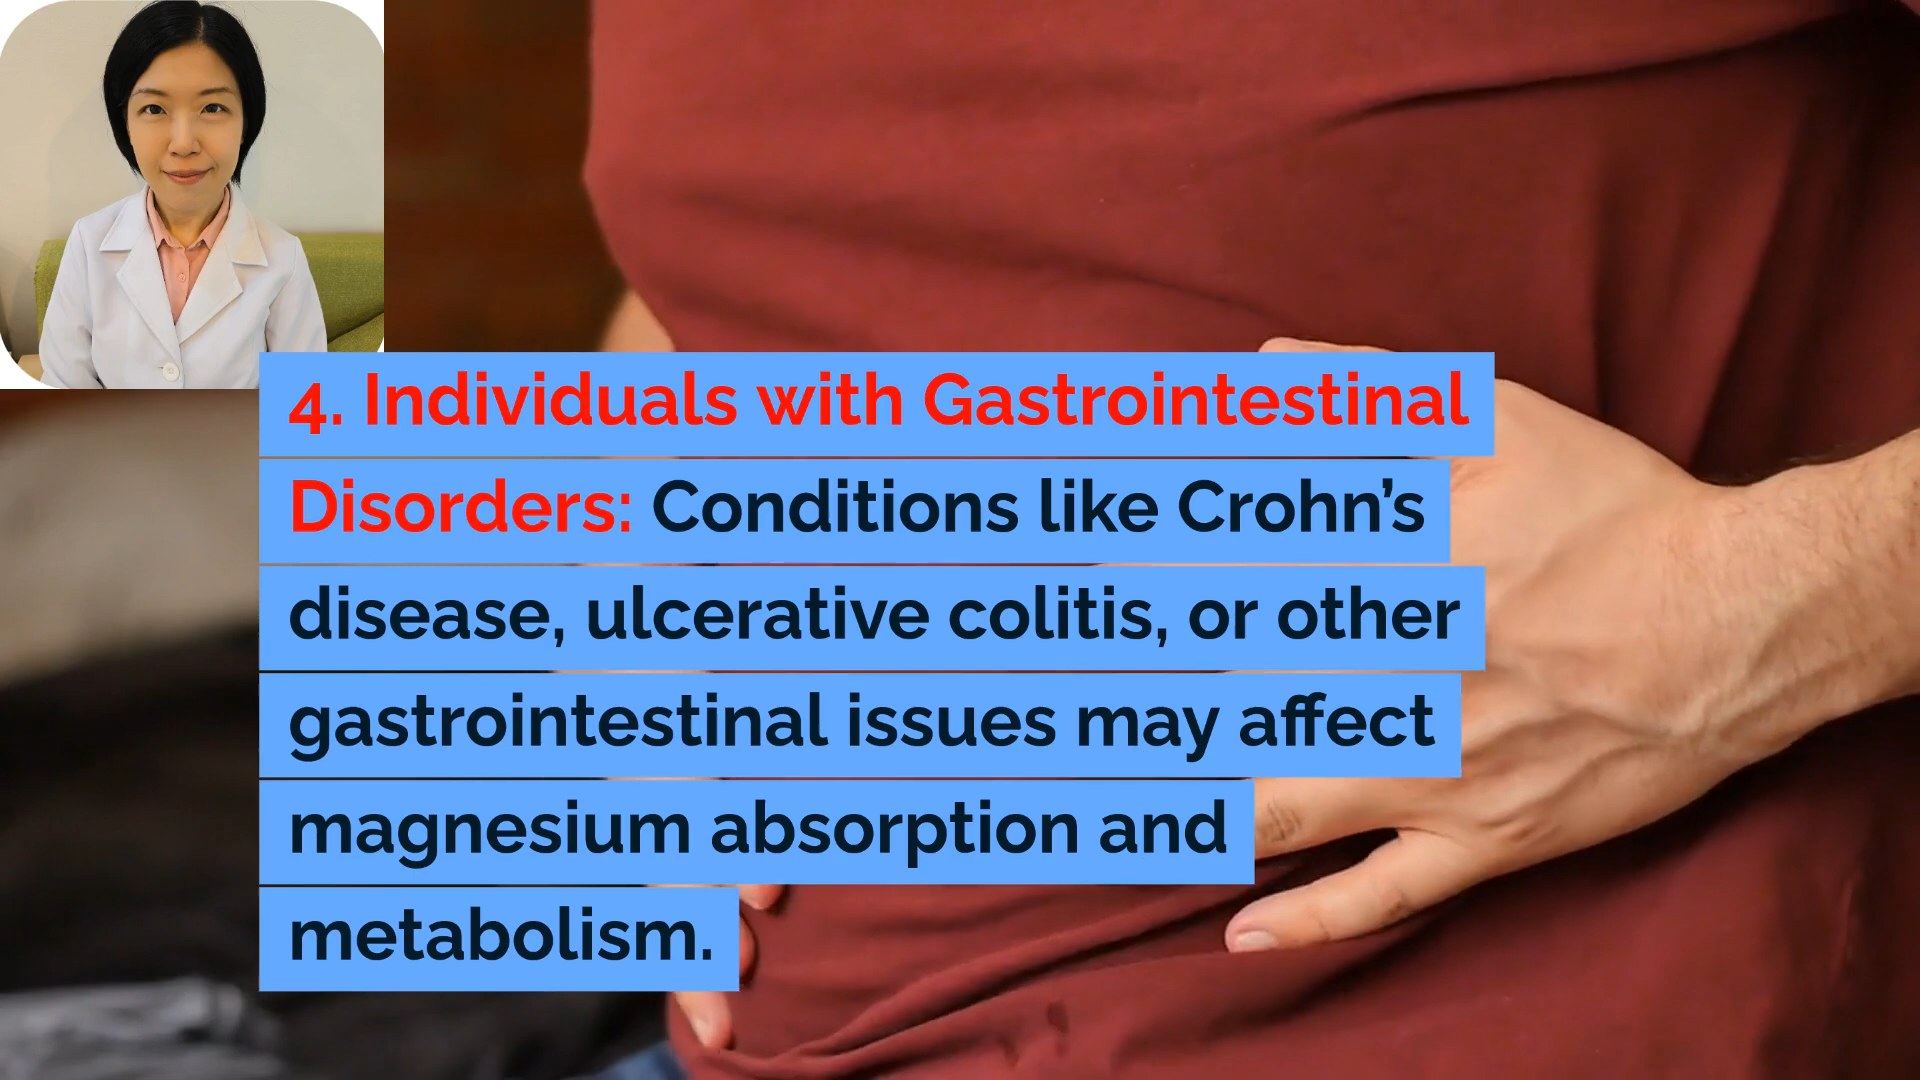 4. Individuals with Gastrointestinal
Disorders: Conditions like Crohn’s
disease, ulcerative colitis, or other
gastrointestinal issues may affect
magnesium absorption and
metabolism.